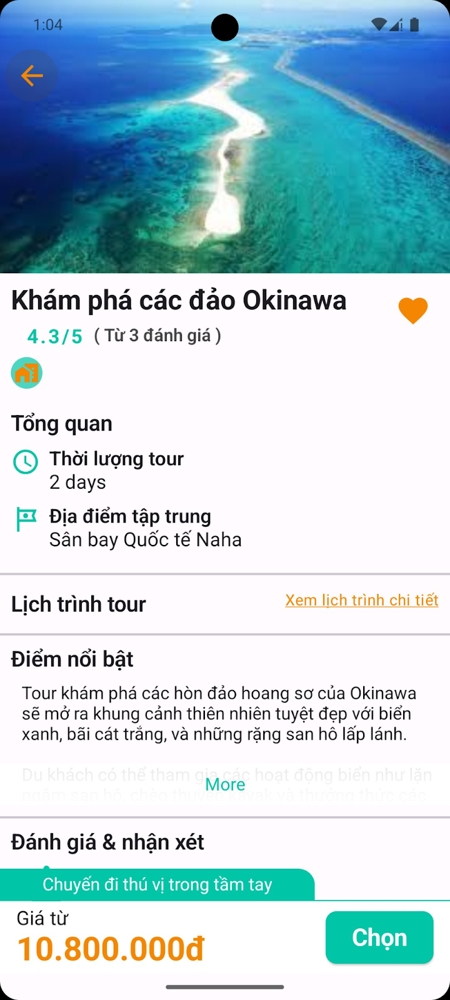 1:04
Khám phá các đảo Okinawa
4.3/5 ( Từ 3 đánh giá )
Tổng quan
Thời lượng tour
2 days
Địa điểm tập trung
Sân bay Quốc tế Naha
Lịch trình tour
Xem lịch trình chi tiết
Điểm nổi bật
Tour khám phá các hòn đảo hoang sơ của Okinawa
sẽ mở ra khung cảnh thiên nhiên tuyệt đẹp với biển
xanh, bãi cát trắng, và những rặng san hô lấp lánh.
Du khách có thể tham gia các hoạt động biển như lặn
More
ngắm san hô, chèo thuyền kayak và thưởng thức các
Đánh giá & nhận xét
Chuyến đi thú vị trong tầm tay
Giá từ
10.800.000đ
Chọn